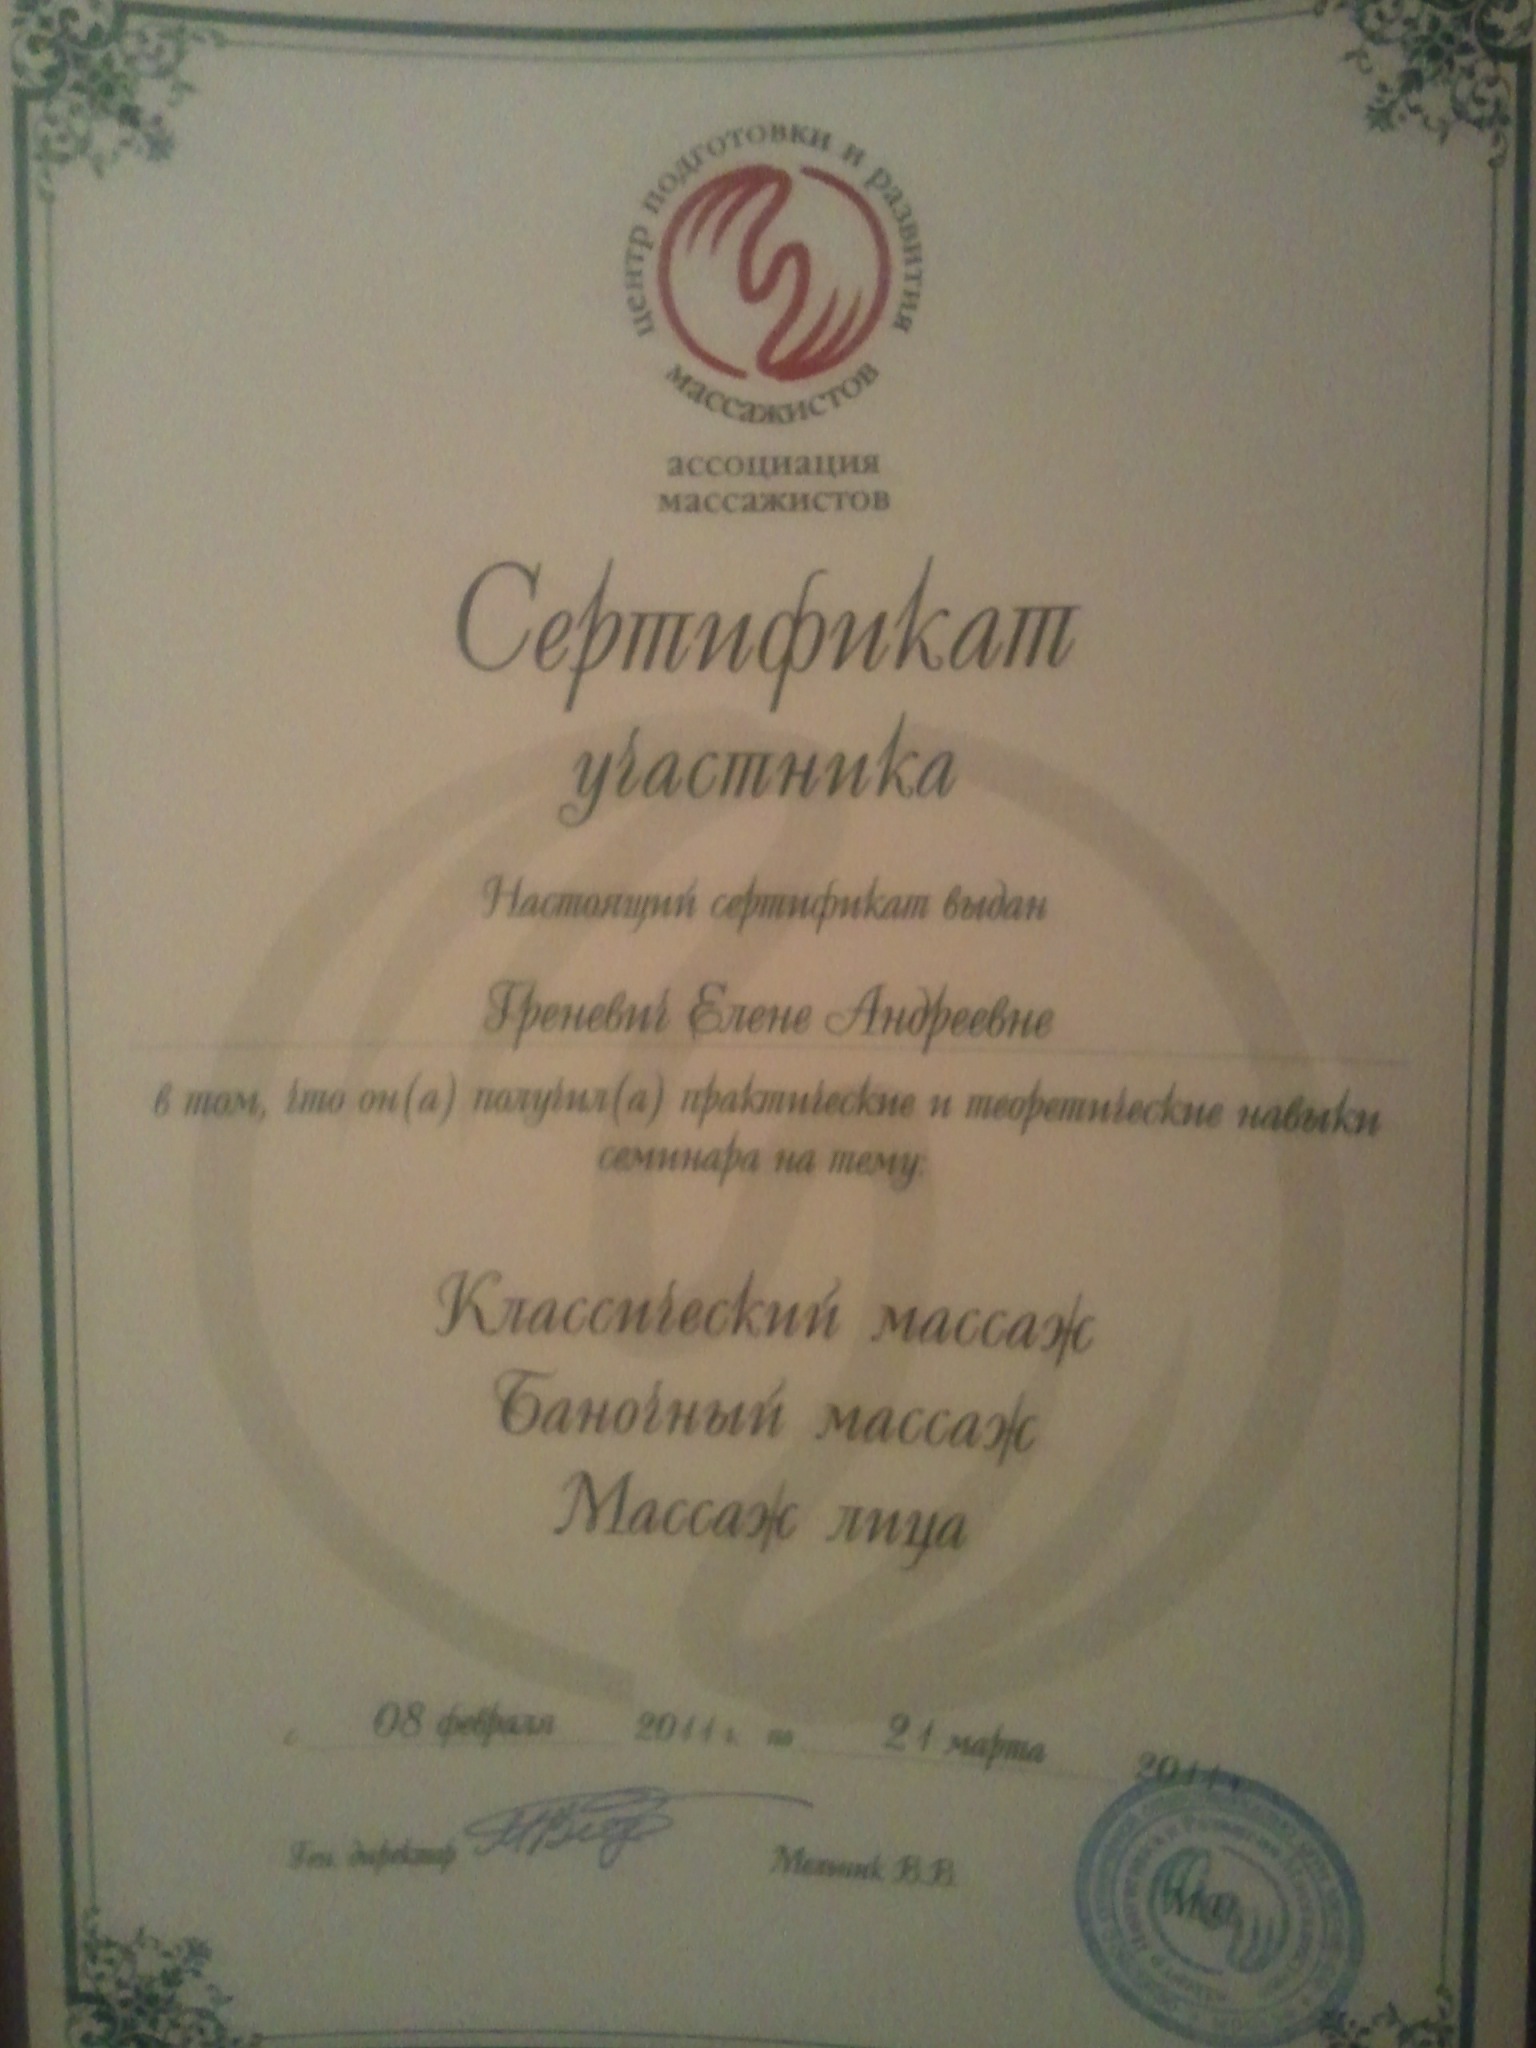 центр подготовки и развития
массажистов
ассоциация
массажистов
Сертификат
участника
Настоящий сертификат выдан
Греневич Елене Андреевне
в том, что он(а) получил(а) практические и теоретические навыки
семинара на тему:
Классический массаж
Баночный массаж
Массаж лица
с 08 февраля 2011 г. по 21 марта 2011 г.
Ген. директор Мельник В.В.